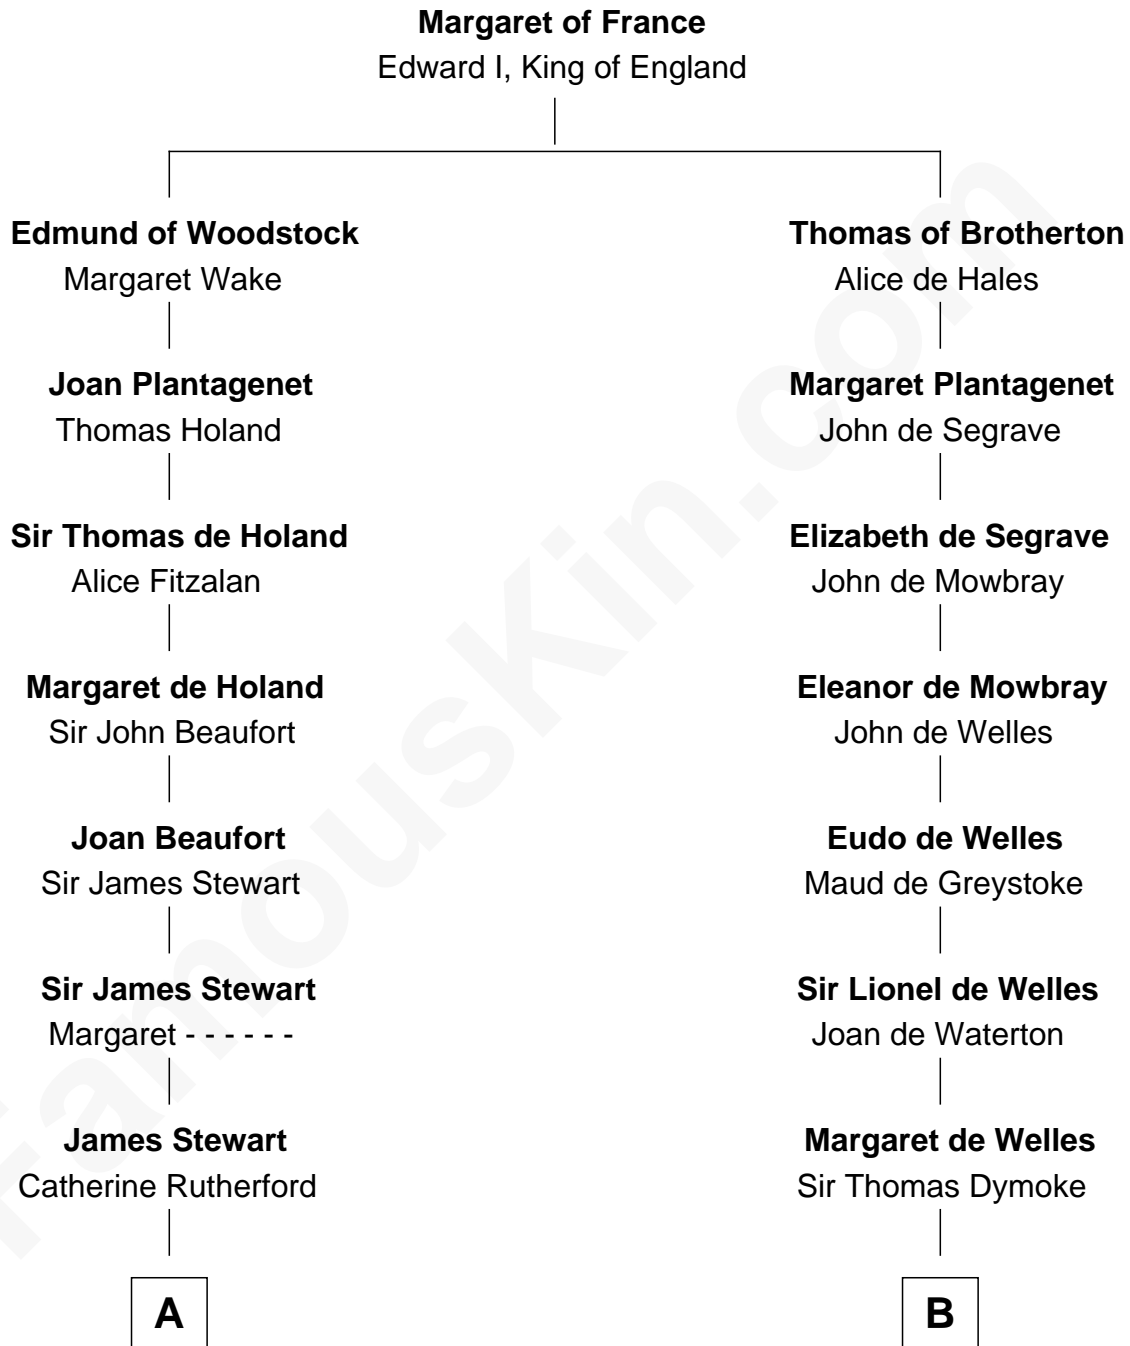 Margaret of France
Edward I, King of England
Edmund of Woodstock
Margaret Wake
Thomas of Brotherton
Alice de Hales
Joan Plantagenet
Thomas Holand
Margaret Plantagenet
John de Segrave
Sir Thomas de Holand
Alice Fitzalan
Elizabeth de Segrave
John de Mowbray
Margaret de Holand
Sir John Beaufort
Eleanor de Mowbray
John de Welles
Joan Beaufort
Sir James Stewart
Eudo de Welles
Maud de Greystoke
Sir James Stewart
Margaret - - - - - -
Sir Lionel de Welles
Joan de Waterton
James Stewart
Catherine Rutherford
Margaret de Welles
Sir Thomas Dymoke
A
B
FamousKin.com